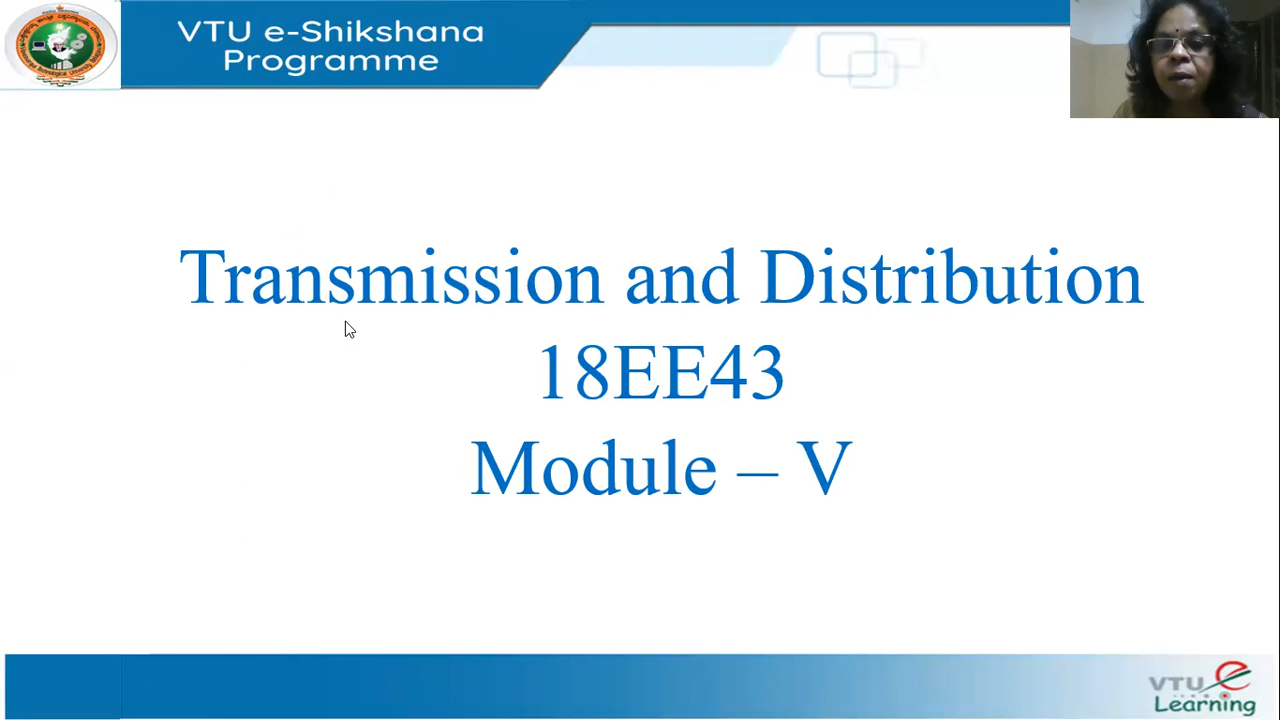 VTU e-Shikshana
Programme
Transmission and Distribution
18EE43
Module – V
VTU e
Learning